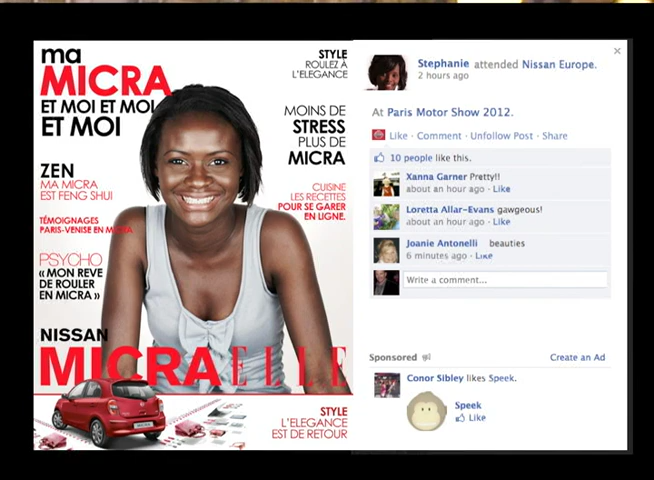 ma
MICRA
ET MOI ET MOI
ET MOI
ZEN
MA MICRA
EST FENG SHUI
TÉMOIGNAGES
PARIS-VENISE EN MICRA
PSYCHO
« MON REVE
DE ROULER
EN MICRA »
NISSAN
MICRA ELLE
STYLE
ROULEZ À
L'ELEGANCE
MOINS DE
STRESS
PLUS DE
MICRA
CUISINE
LES RECETTES
POUR SE GARER
EN LIGNE.
STYLE
L'ELEGANCE
EST DE RETOUR
Stephanie attended Nissan Europe.
2 hours ago
At Paris Motor Show 2012.
Like · Comment · Unfollow Post · Share
10 people like this.
Xanna Garner Pretty!!
about an hour ago · Like
Loretta Allar-Evans gawgeous!
about an hour ago · Like
Joanie Antonelli beauties
6 minutes ago · Like
Write a comment...
Sponsored
Create an Ad
Conor Sibley likes Speek.
Speek
Like